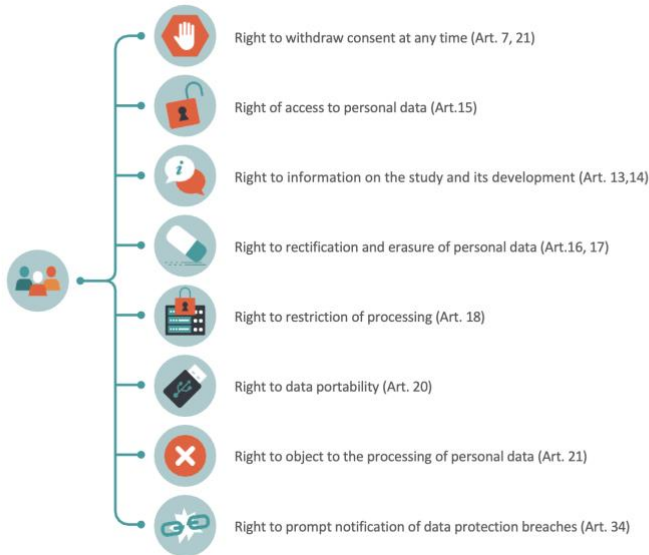 Right to withdraw consent at any time (Art. 7, 21)
Right of access to personal data (Art.15)
i
Right to information on the study and its development (Art. 13,14)
Right to rectification and erasure of personal data (Art.16, 17)
Right to restriction of processing (Art. 18)
Right to data portability (Art. 20)
Right to object to the processing of personal data (Art. 21)
Right to prompt notification of data protection breaches (Art. 34)